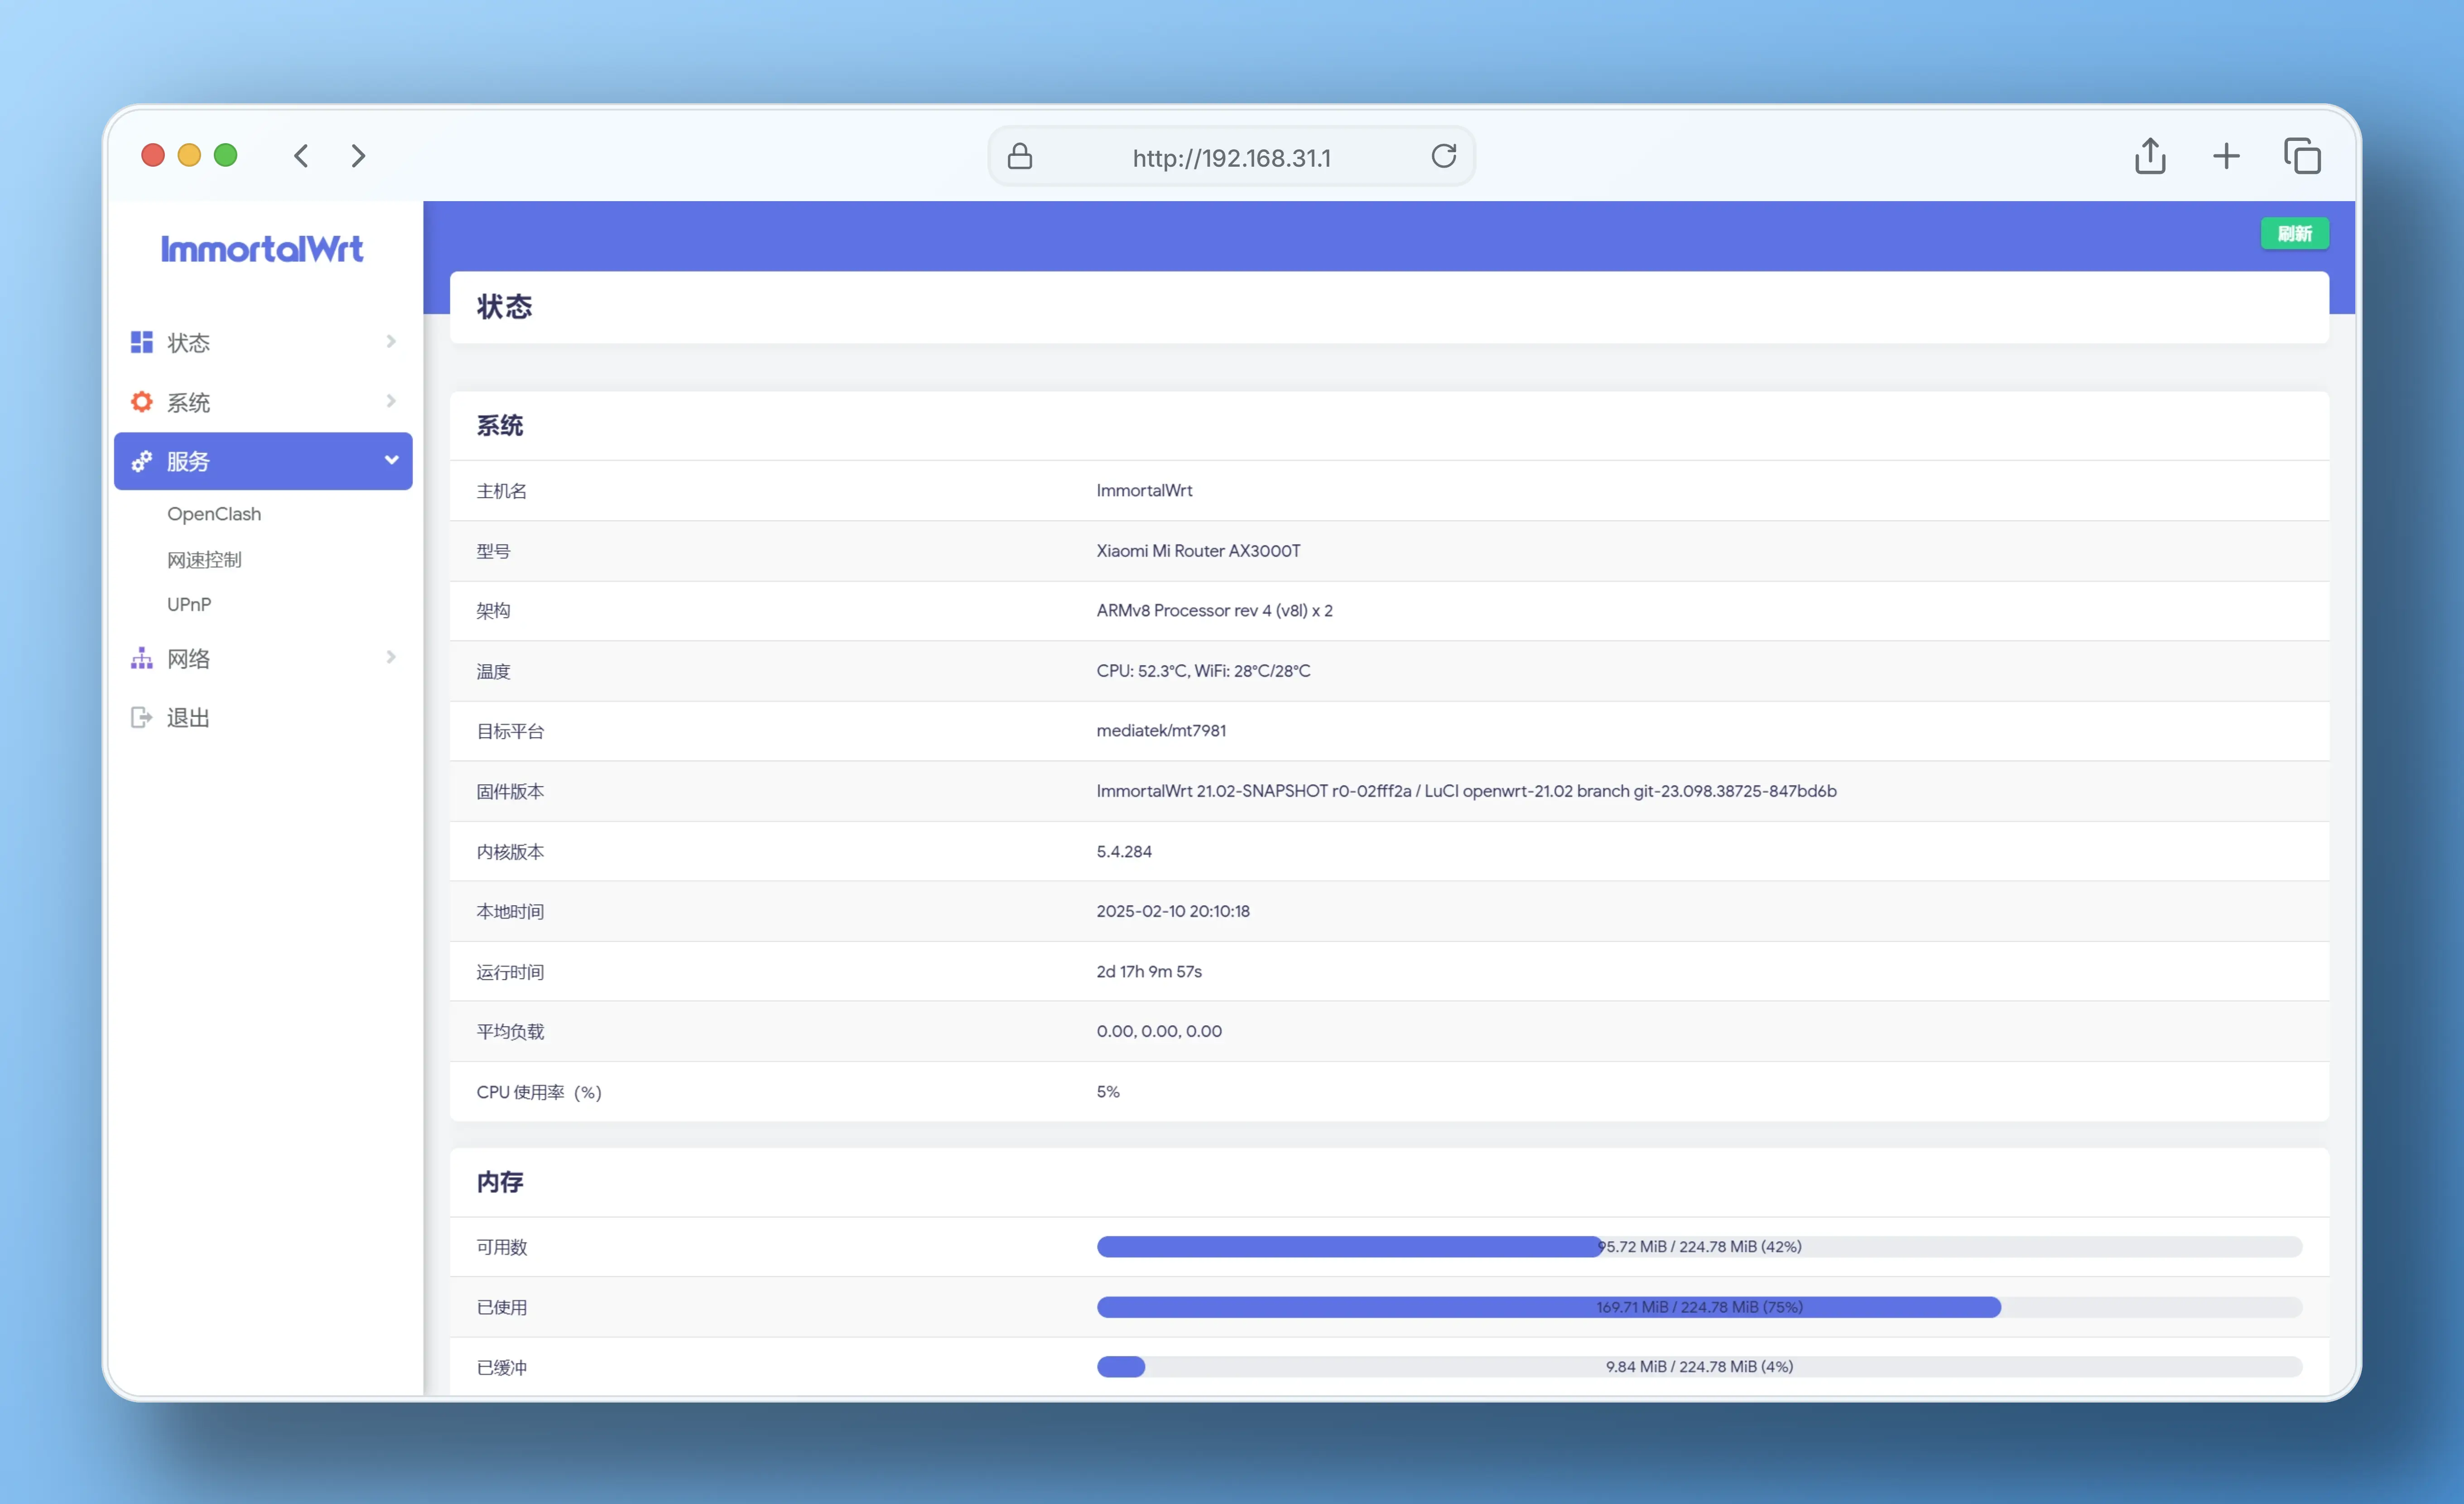 http://192.168.31.1
ImmortalWrt
状态
系统
服务
OpenClash
网速控制
UPnP
网络
退出
刷新
状态
系统
主机名 ImmortalWrt
型号 Xiaomi Mi Router AX3000T
架构 ARMv8 Processor rev 4 (v8l) x 2
温度 CPU: 52.3°C, WiFi: 28°C/28°C
目标平台 mediatek/mt7981
固件版本 ImmortalWrt 21.02-SNAPSHOT r0-02fff2a / LuCI openwrt-21.02 branch git-23.098.38725-847bd6b
内核版本 5.4.284
本地时间 2025-02-10 20:10:18
运行时间 2d 17h 9m 57s
平均负载 0.00, 0.00, 0.00
CPU 使用率（%） 5%
内存
可用数 95.72 MiB / 224.78 MiB (42%)
已使用 169.71 MiB / 224.78 MiB (75%)
已缓冲 9.84 MiB / 224.78 MiB (4%)